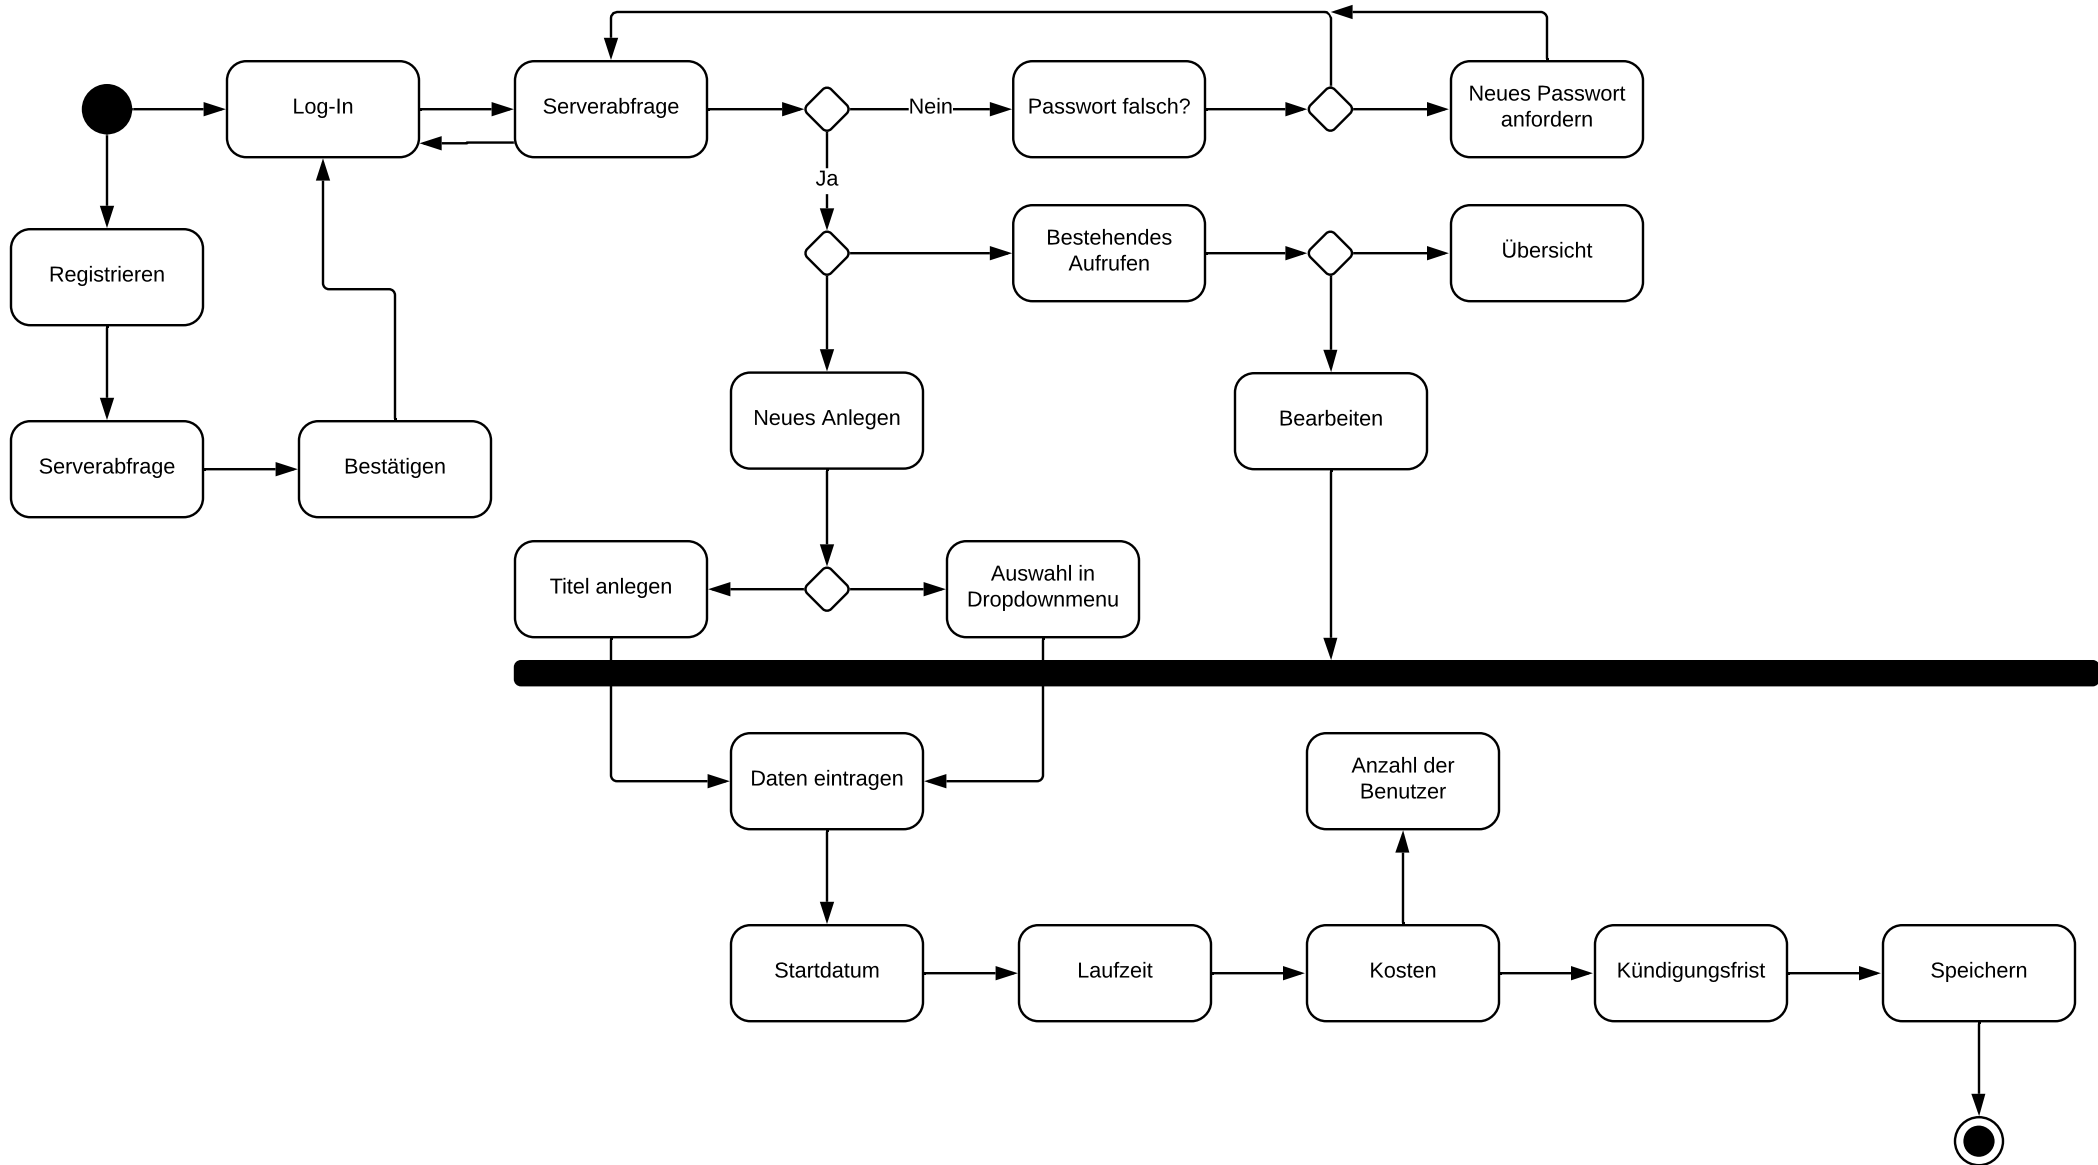 Log-In
Serverabfrage
Nein
Passwort falsch?
Neues Passwort
anfordern
Ja
Registrieren
Bestehendes
Aufrufen
Übersicht
Neues Anlegen
Bearbeiten
Serverabfrage
Bestätigen
Titel anlegen
Auswahl in
Dropdownmenu
Daten eintragen
Anzahl der
Benutzer
Startdatum
Laufzeit
Kosten
Kündigungsfrist
Speichern